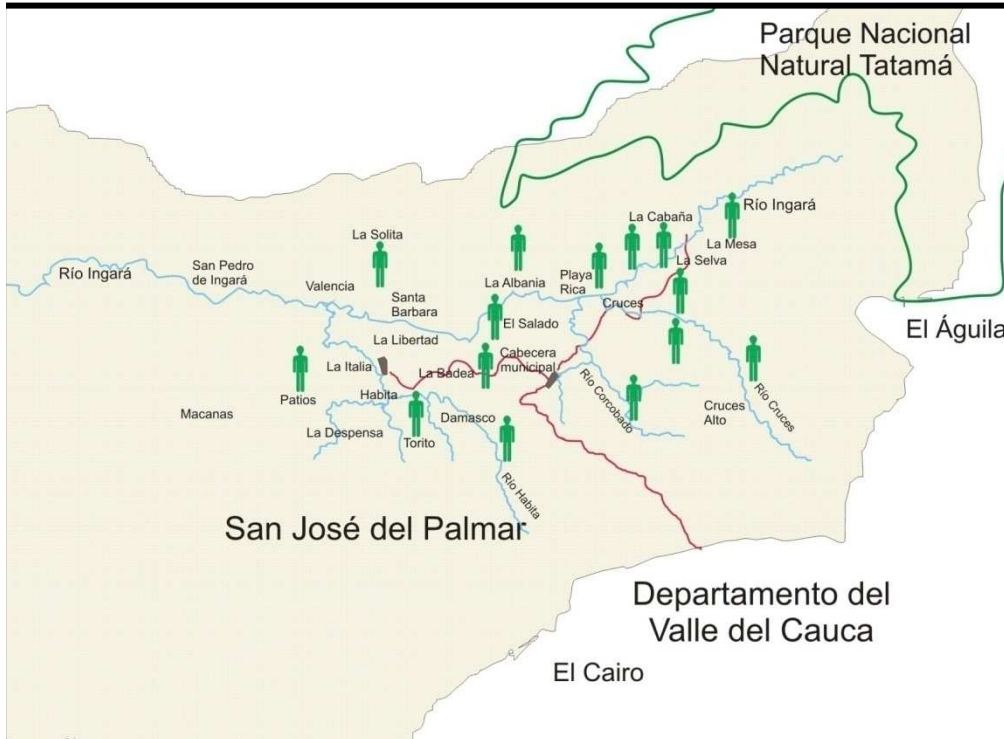 Parque Nacional
Natural Tatamá
La Cabaña
Río Ingará
La Solita
La Mesa
San Pedro
de Ingará
Río Ingará
La Selva
La Albania
Playa
Rica
Valencia
Santa
Barbara
Cruces
El Salado
El Águila
La Libertad
Cabecera
municipal
La Italia
La Badea
Patios
Habita
Río Corcobado
Río Cruces
Macanas
Damasco
Cruces
Alto
La Despensa
Torito
Río Habita
San José del Palmar
Departamento del
Valle del Cauca
El Cairo